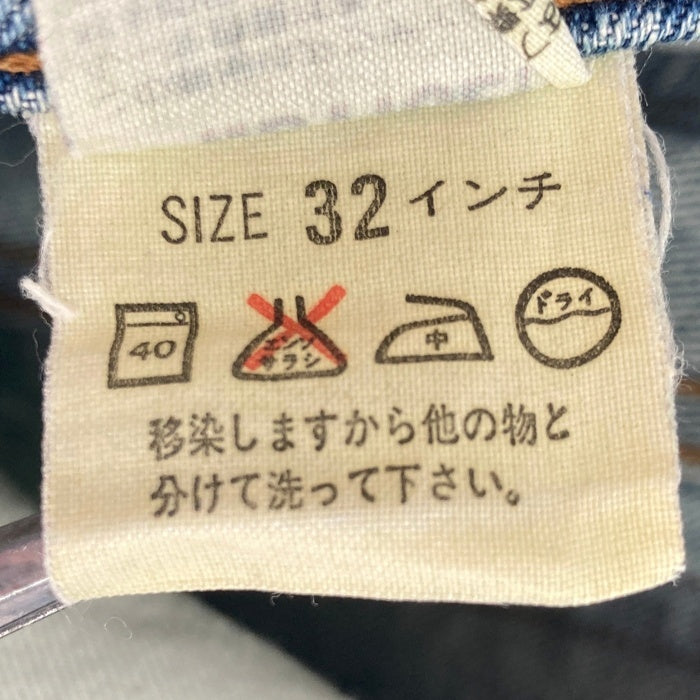 SIZE 32インチ
40
エンソ
サラシ
中
ドライ
移染しますから他の物と
分けて洗って下さい。